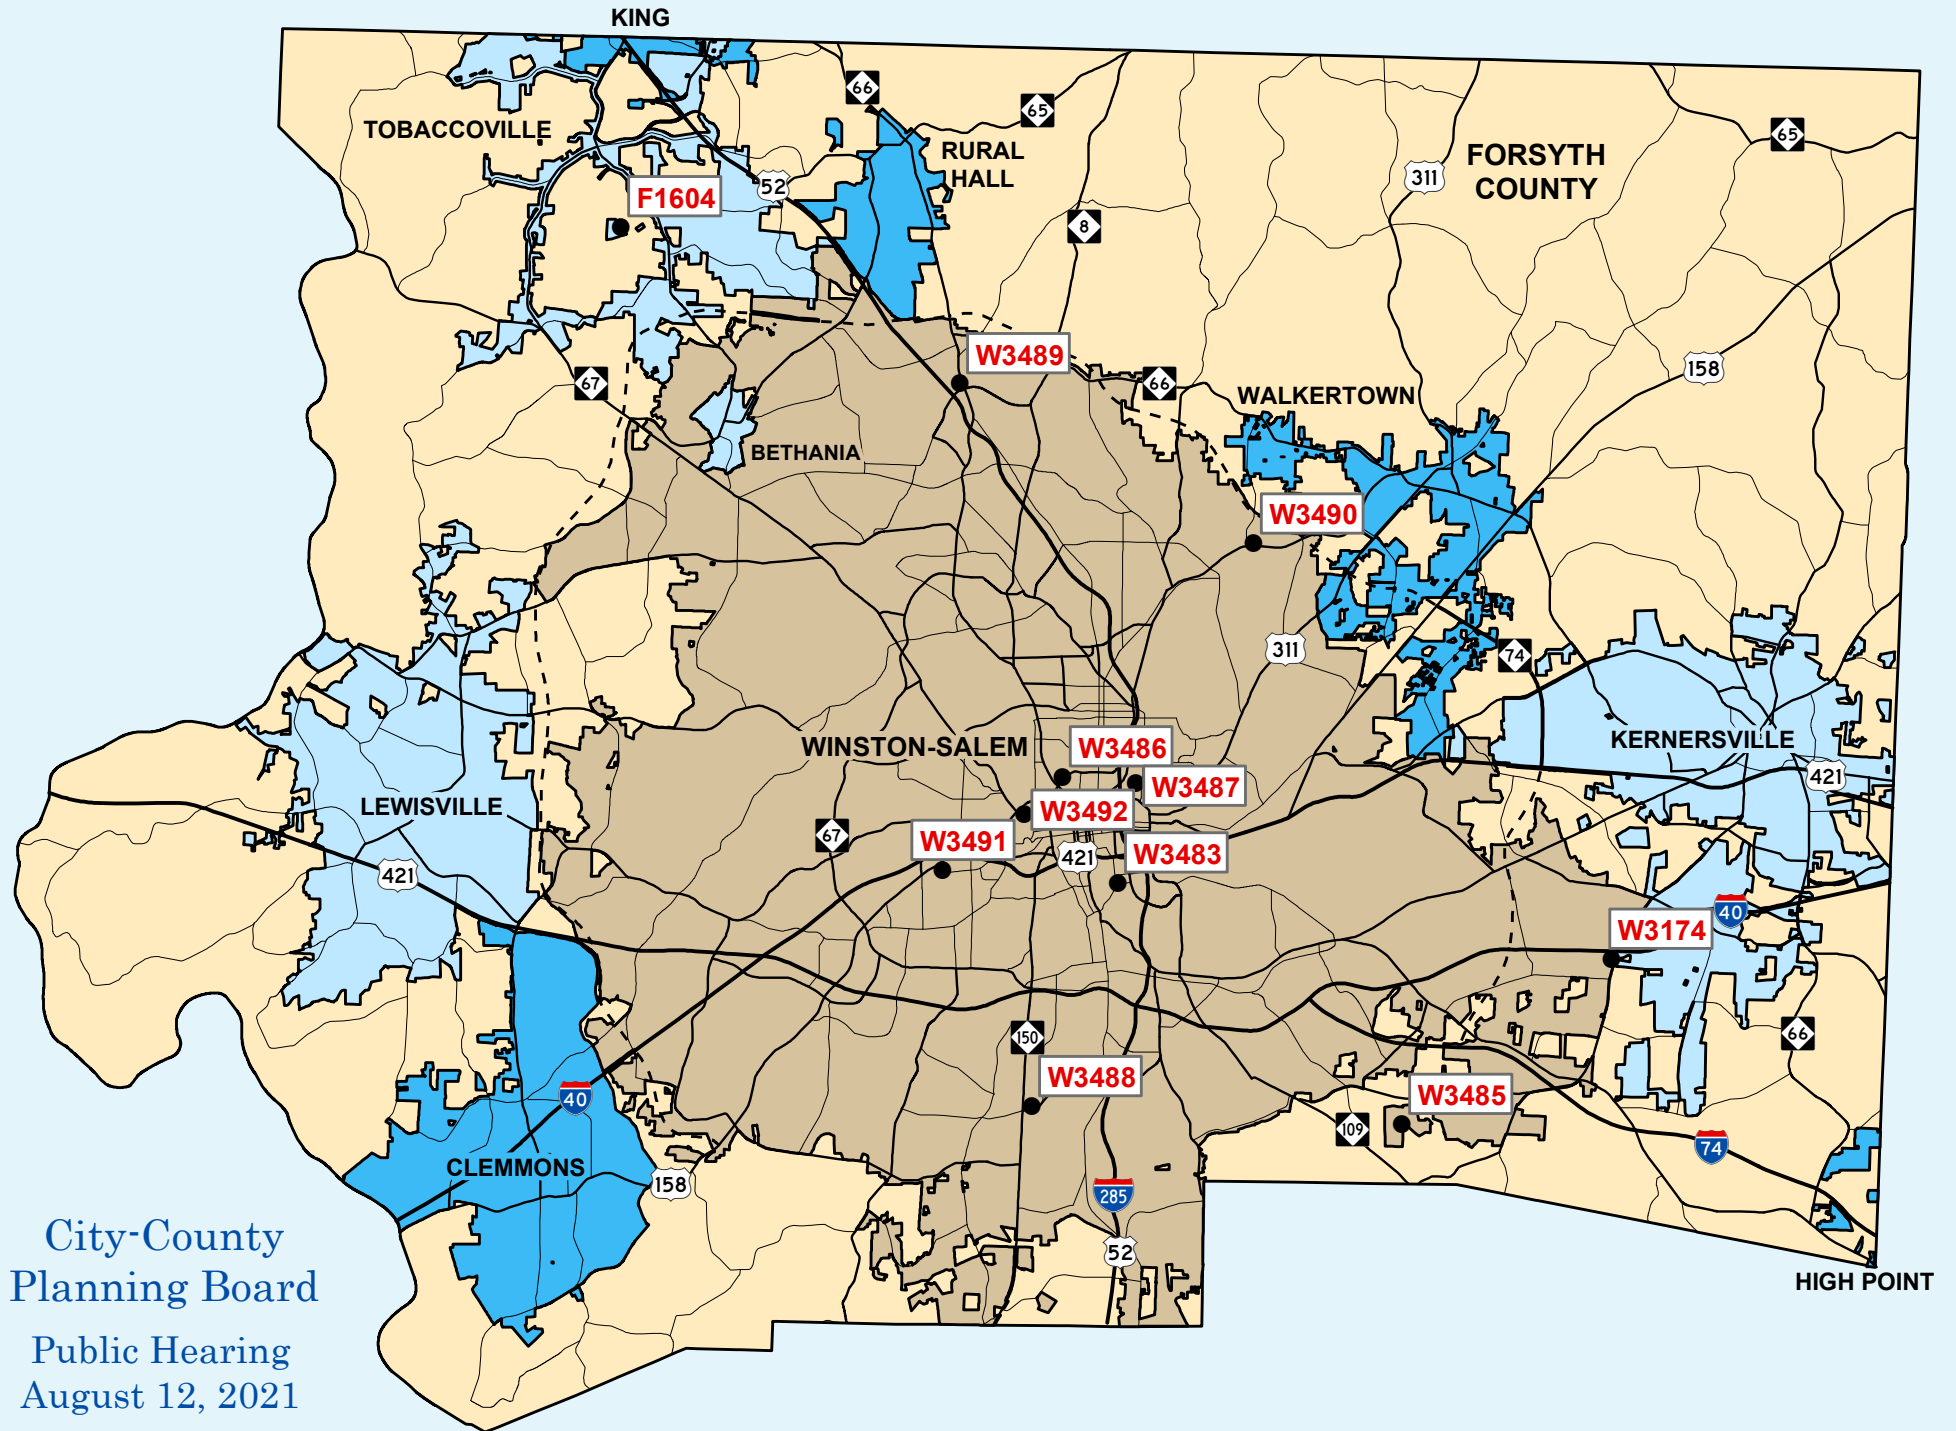 KING
66
65
TOBACCOVILLE
65
RURAL
HALL
FORSYTH
COUNTY
311
52
F1604
8
W3489
158
67
66
WALKERTOWN
BETHANIA
W3490
311
74
WINSTON-SALEM
W3486
KERNERSVILLE
421
W3487
LEWISVILLE
W3492
67
W3491
421
W3483
421
40
W3174
150
66
W3488
W3485
40
109
74
CLEMMONS
158
285
52
City-County
Planning Board
HIGH POINT
Public Hearing
August 12, 2021